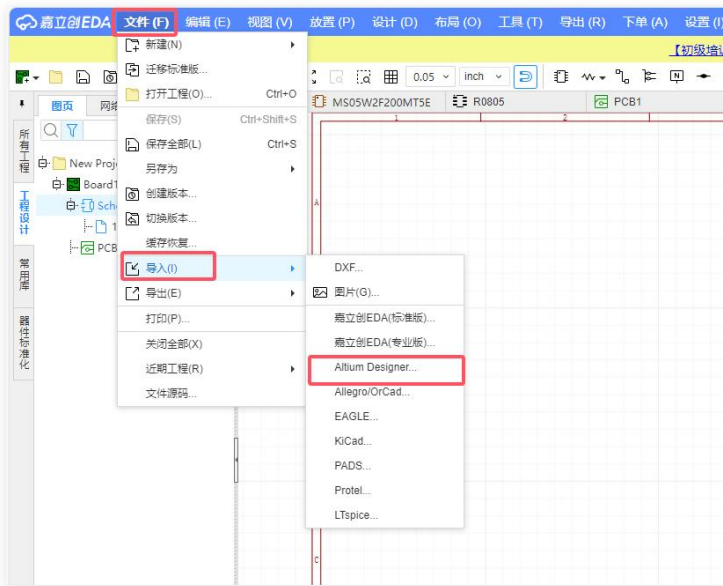 嘉立创EDA 文件 (F) 编辑 (E) 视图 (V) 放置 (P) 设计 (D) 布局 (O) 工具 (T) 导出 (R) 下单 (A) 设置 (I)
【初级培训
0.05 inch
图页 网络
MS05W2F200MT5E R0805 PCB1
所有工程
工程设计
常用库
器件标准化
New Proj
Board1
Sch
1
PCB
新建(N)
迁移标准版...
打开工程(O)... Ctrl+O
保存(S) Ctrl+Shift+S
保存全部(L) Ctrl+S
另存为
创建版本...
切换版本...
缓存恢复...
导入(I)
导出(E)
打印(P)...
关闭全部(X)
近期工程(R)
文件源码...
DXF...
图片(G)...
嘉立创EDA(标准版)...
嘉立创EDA(专业版)...
Altium Designer...
Allegro/OrCad...
EAGLE...
KiCad...
PADS...
Protel...
LTspice...
1 2
A
C